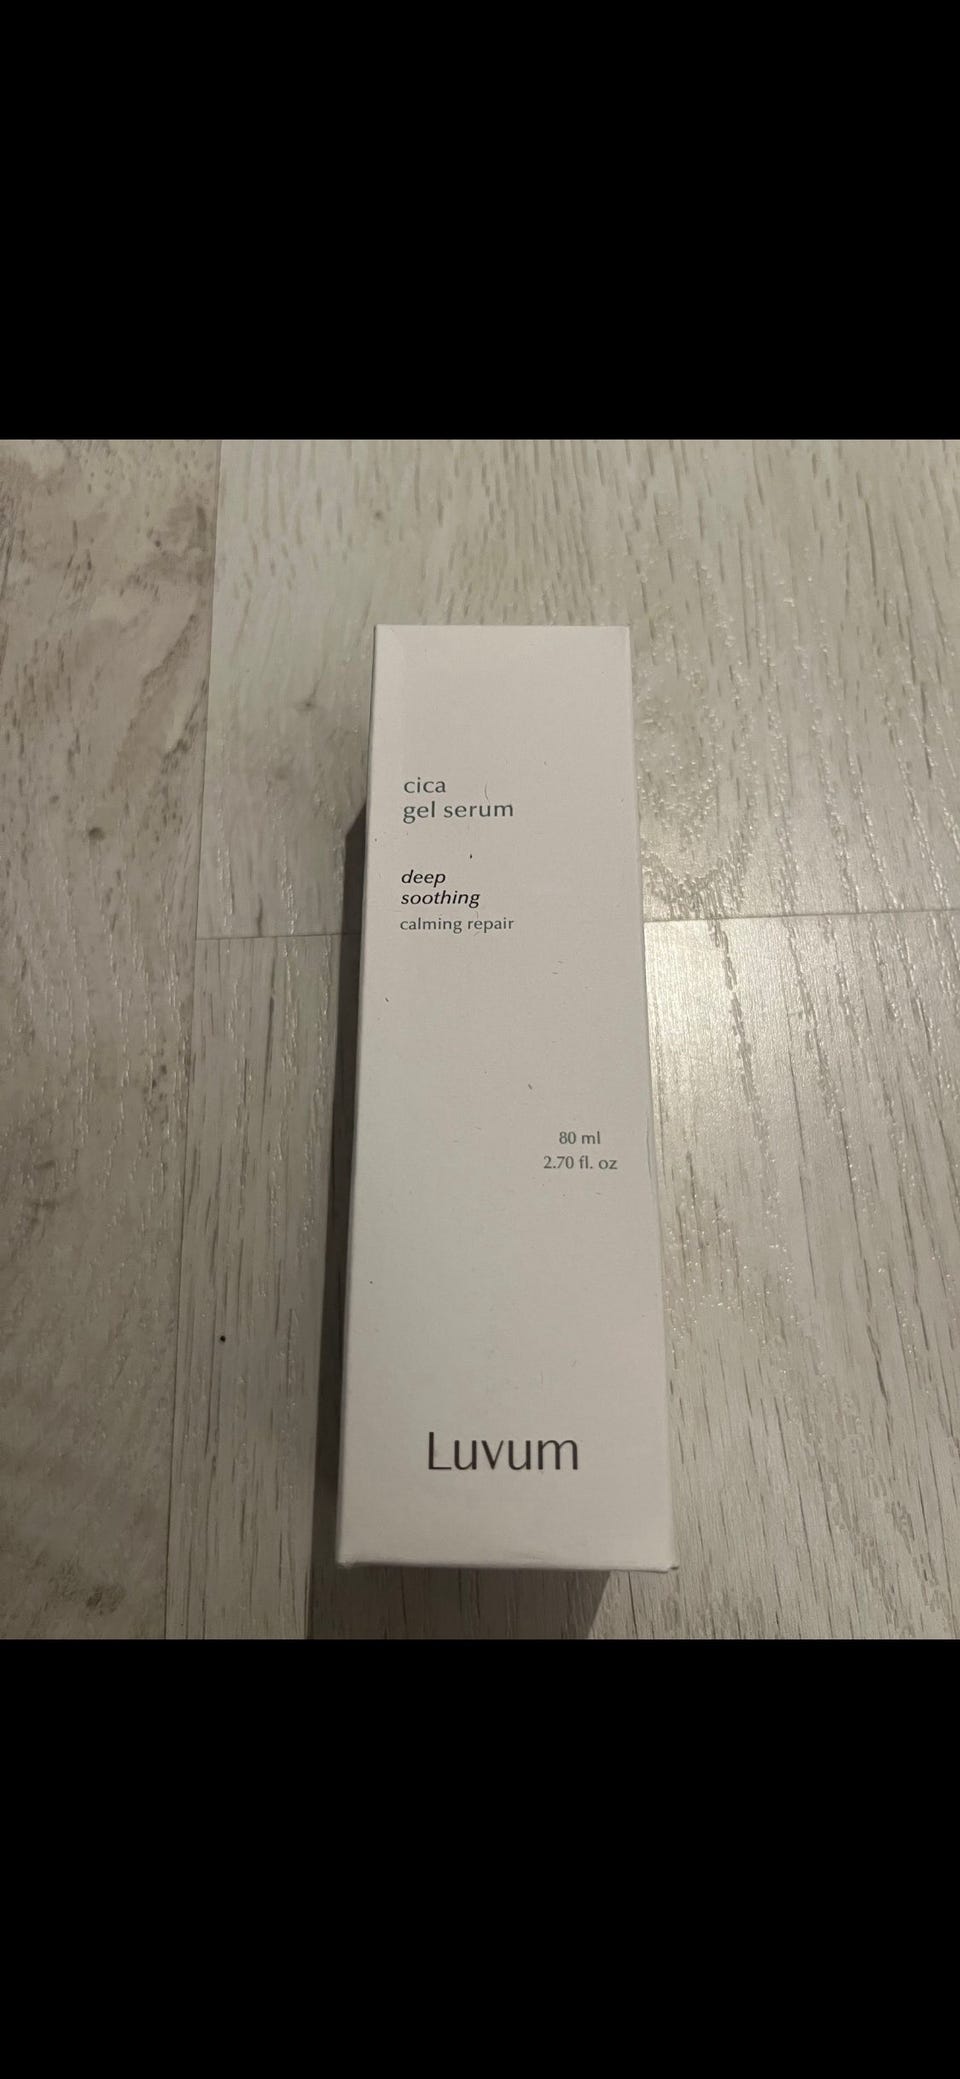 cica
gel serum
deep
soothing
calming repair
80 ml
2.70 fl. oz
Luvum